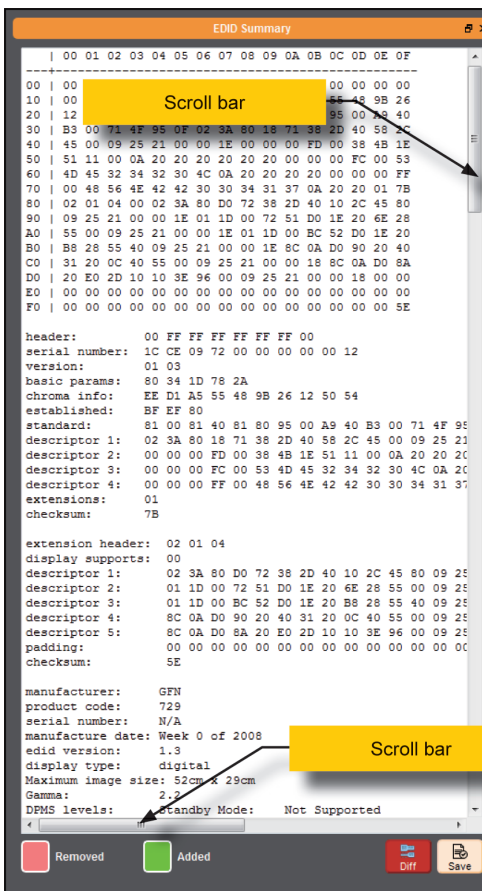 EDID Summary
| 00 01 02 03 04 05 06 07 08 09 0A 0B 0C 0D 0E 0F
---+-----------------------------------------------
00 | 00 00 00 00 00
10 | 00 48 9B 26
20 | 12 00 A9 40
Scroll bar
30 | B3 00 71 4F 95 0F 02 3A 80 18 71 38 2D 40 58 2C
40 | 45 00 09 25 21 00 00 1E 00 00 00 FD 00 38 4B 1E
50 | 51 11 00 0A 20 20 20 20 20 20 00 00 00 FC 00 53
60 | 4D 45 32 34 32 30 4C 0A 20 20 20 20 00 00 00 FF
70 | 00 48 56 4E 42 42 30 30 34 31 37 0A 20 20 01 7B
80 | 02 01 04 00 02 3A 80 D0 72 38 2D 40 10 2C 45 80
90 | 09 25 21 00 00 1E 01 1D 00 72 51 D0 1E 20 6E 28
A0 | 55 00 09 25 21 00 00 1E 01 1D 00 BC 52 D0 1E 20
B0 | B8 28 55 40 09 25 21 00 00 1E 8C 0A D0 90 20 40
C0 | 31 20 0C 40 55 00 09 25 21 00 00 18 8C 0A D0 8A
D0 | 20 E0 2D 10 10 3E 96 00 09 25 21 00 00 18 00 00
E0 | 00 00 00 00 00 00 00 00 00 00 00 00 00 00 00 00
F0 | 00 00 00 00 00 00 00 00 00 00 00 00 00 00 00 5E
header: 00 FF FF FF FF FF FF 00
serial number: 1C CE 09 72 00 00 00 00 00 12
version: 01 03
basic params: 80 34 1D 78 2A
chroma info: EE D1 A5 55 48 9B 26 12 50 54
established: BF EF 80
standard: 81 00 81 40 81 80 95 00 A9 40 B3 00 71 4F 95
descriptor 1: 02 3A 80 18 71 38 2D 40 58 2C 45 00 09 25 21
descriptor 2: 00 00 00 FD 00 38 4B 1E 51 11 00 0A 20 20 20
descriptor 3: 00 00 00 FC 00 53 4D 45 32 34 32 30 4C 0A 20
descriptor 4: 00 00 00 FF 00 48 56 4E 42 42 30 30 34 31 37
extensions: 01
checksum: 7B
extension header: 02 01 04
display supports: 00
descriptor 1: 02 3A 80 D0 72 38 2D 40 10 2C 45 80 09 25
descriptor 2: 01 1D 00 72 51 D0 1E 20 6E 28 55 00 09 25
descriptor 3: 01 1D 00 BC 52 D0 1E 20 B8 28 55 40 09 25
descriptor 4: 8C 0A D0 90 20 40 31 20 0C 40 55 00 09 25
descriptor 5: 8C 0A D0 8A 20 E0 2D 10 10 3E 96 00 09 25
padding: 00 00 00 00 00 00 00 00 00 00 00 00 00 00
checksum: 5E
manufacturer: GFN
product code: 729
serial number: N/A
manufacture date: Week 0 of 2008
edid version: 1.3
display type: digital
Scroll bar
Maximum image size: 52cm x 29cm
Gamma: 2.2
DPMS levels: Standby Mode: Not Supported
Removed
Added
Diff
Save